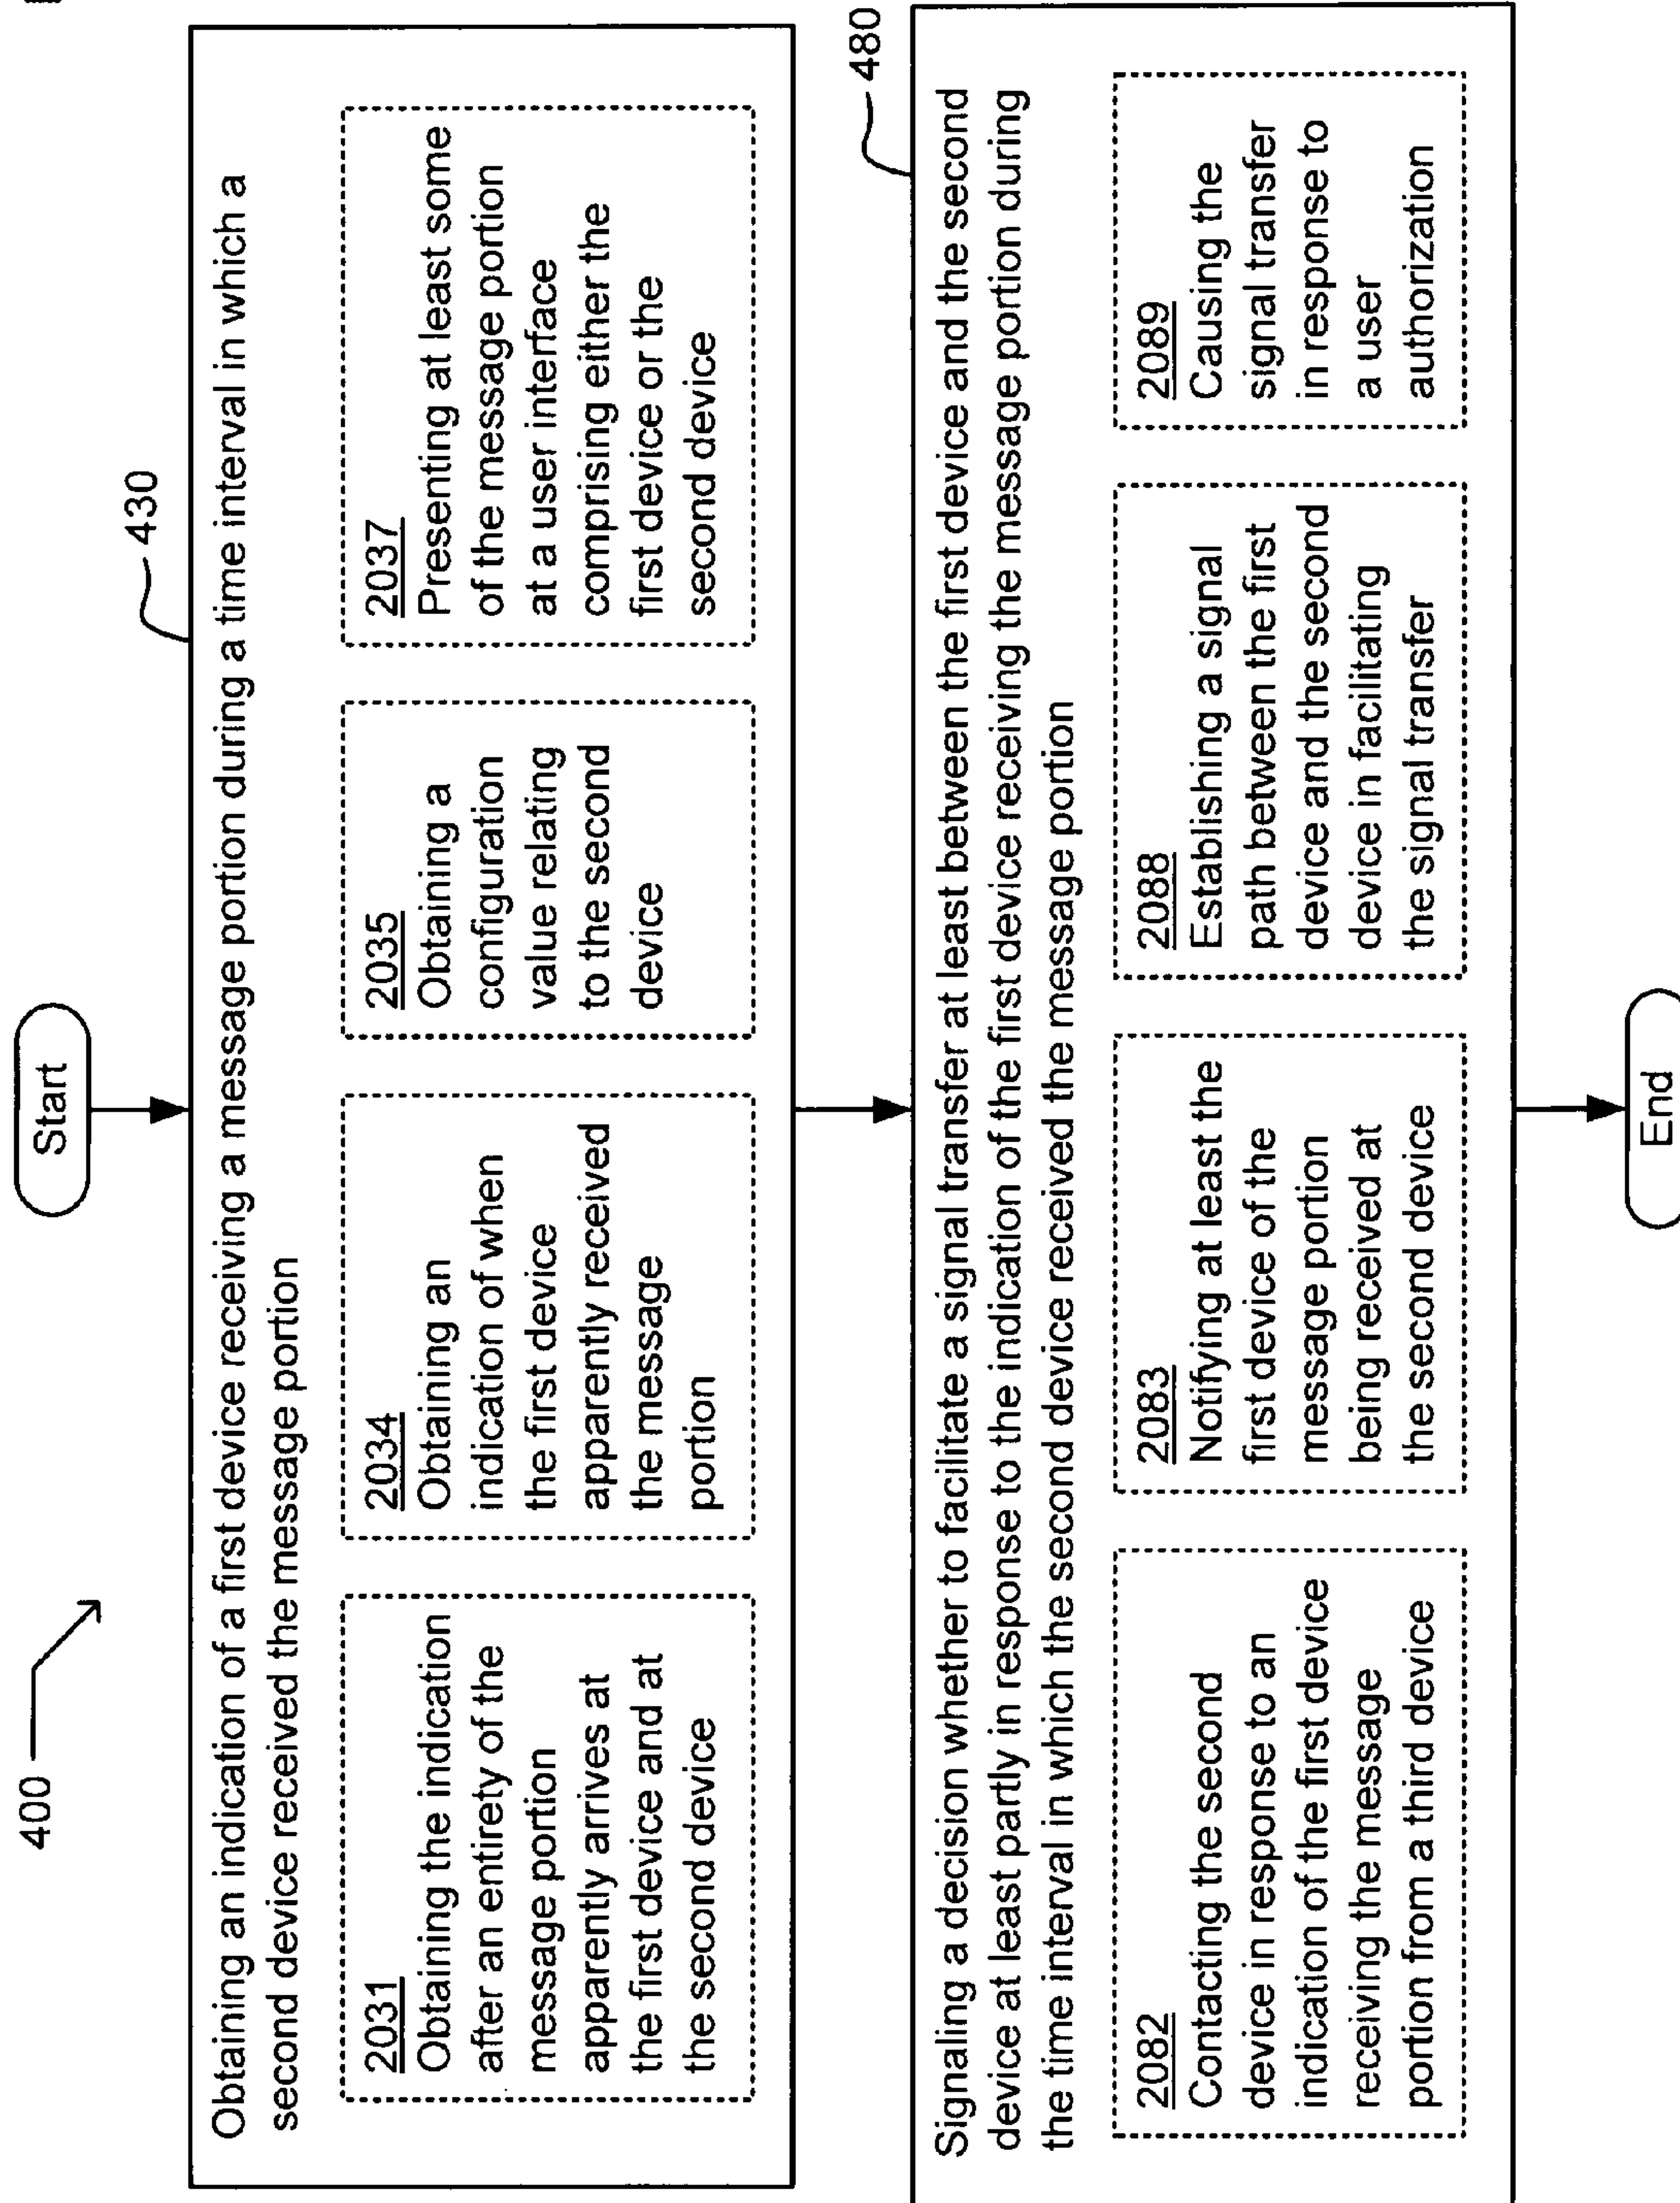 400
Start
430
Obtaining an indication of a first device receiving a message portion during a time interval in which a
second device received the message portion
2031
Obtaining the indication
after an entirety of the
message portion
apparently arrives at
the first device and at
the second device
2034
Obtaining an
indication of when
the first device
apparently received
the message
portion
2035
Obtaining a
configuration
value relating
to the second
device
2037
Presenting at least some
of the message portion
at a user interface
comprising either the
first device or the
second device
480
Signaling a decision whether to facilitate a signal transfer at least between the first device and the second
device at least partly in response to the indication of the first device receiving the message portion during
the time interval in which the second device received the message portion
2082
Contacting the second
device in response to an
indication of the first device
receiving the message
portion from a third device
2083
Notifying at least the
first device of the
message portion
being received at
the second device
2088
Establishing a signal
path between the first
device and the second
device in facilitating
the signal transfer
2089
Causing the
signal transfer
in response to
a user
authorization
End